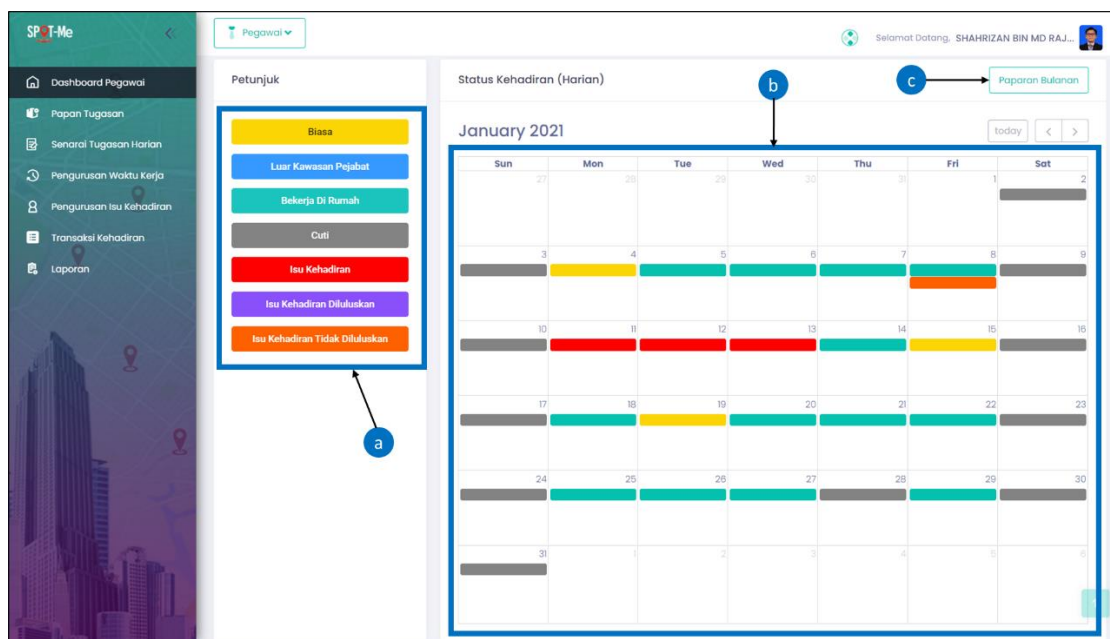 SPOT-Me
Pegawai
Selamat Datang, SHAHRIZAN BIN MD RAJ...
Dashboard Pegawai
Papan Tugasan
Senarai Tugasan Harian
Pengurusan Waktu Kerja
Pengurusan Isu Kehadiran
Transaksi Kehadiran
Laporan
Petunjuk
Biasa
Luar Kawasan Pejabat
Bekerja Di Rumah
Cuti
Isu Kehadiran
Isu Kehadiran Diluluskan
Isu Kehadiran Tidak Diluluskan
a
Status Kehadiran (Harian)
b
c
Paparan Bulanan
January 2021
today < >
Sun Mon Tue Wed Thu Fri Sat
27 28 29 30 31 1 2
3 4 5 6 7 8 9
10 11 12 13 14 15 16
17 18 19 20 21 22 23
24 25 26 27 28 29 30
31 1 2 3 4 5 6